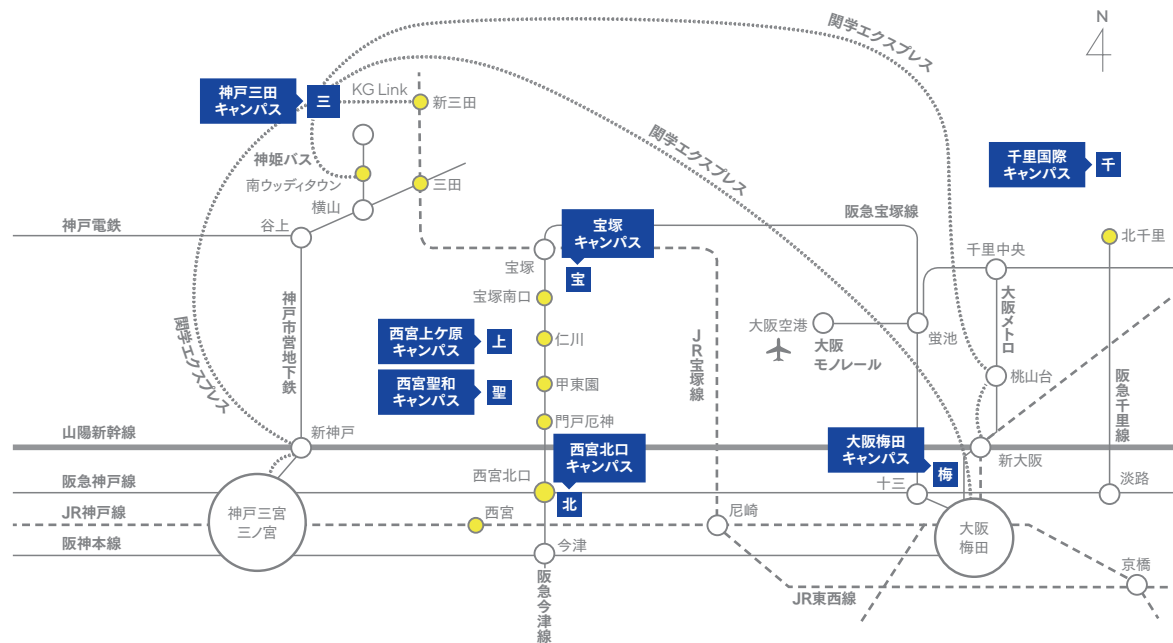 関学エクスプレス
N
神戸三田
キャンパス
三
KG Link
新三田
関学エクスプレス
千里国際
キャンパス
千
神姫バス
南ウッディタウン
三田
横山
神戸電鉄
谷上
宝塚
キャンパス
宝
阪急宝塚線
北千里
千里中央
宝塚
宝塚南口
神戸市営地下鉄
関学エクスプレス
西宮上ケ原
キャンパス
上
仁川
JR宝塚線
大阪空港
大阪
モノレール
蛍池
大阪メトロ
西宮聖和
キャンパス
聖
甲東園
桃山台
阪急千里線
門戸厄神
山陽新幹線
新神戸
西宮北口
キャンパス
北
大阪梅田
キャンパス
梅
新大阪
阪急神戸線
西宮北口
十三
淡路
JR神戸線
神戸三宮
三ノ宮
西宮
尼崎
大阪
梅田
阪神本線
今津
京橋
阪急今津線
JR東西線